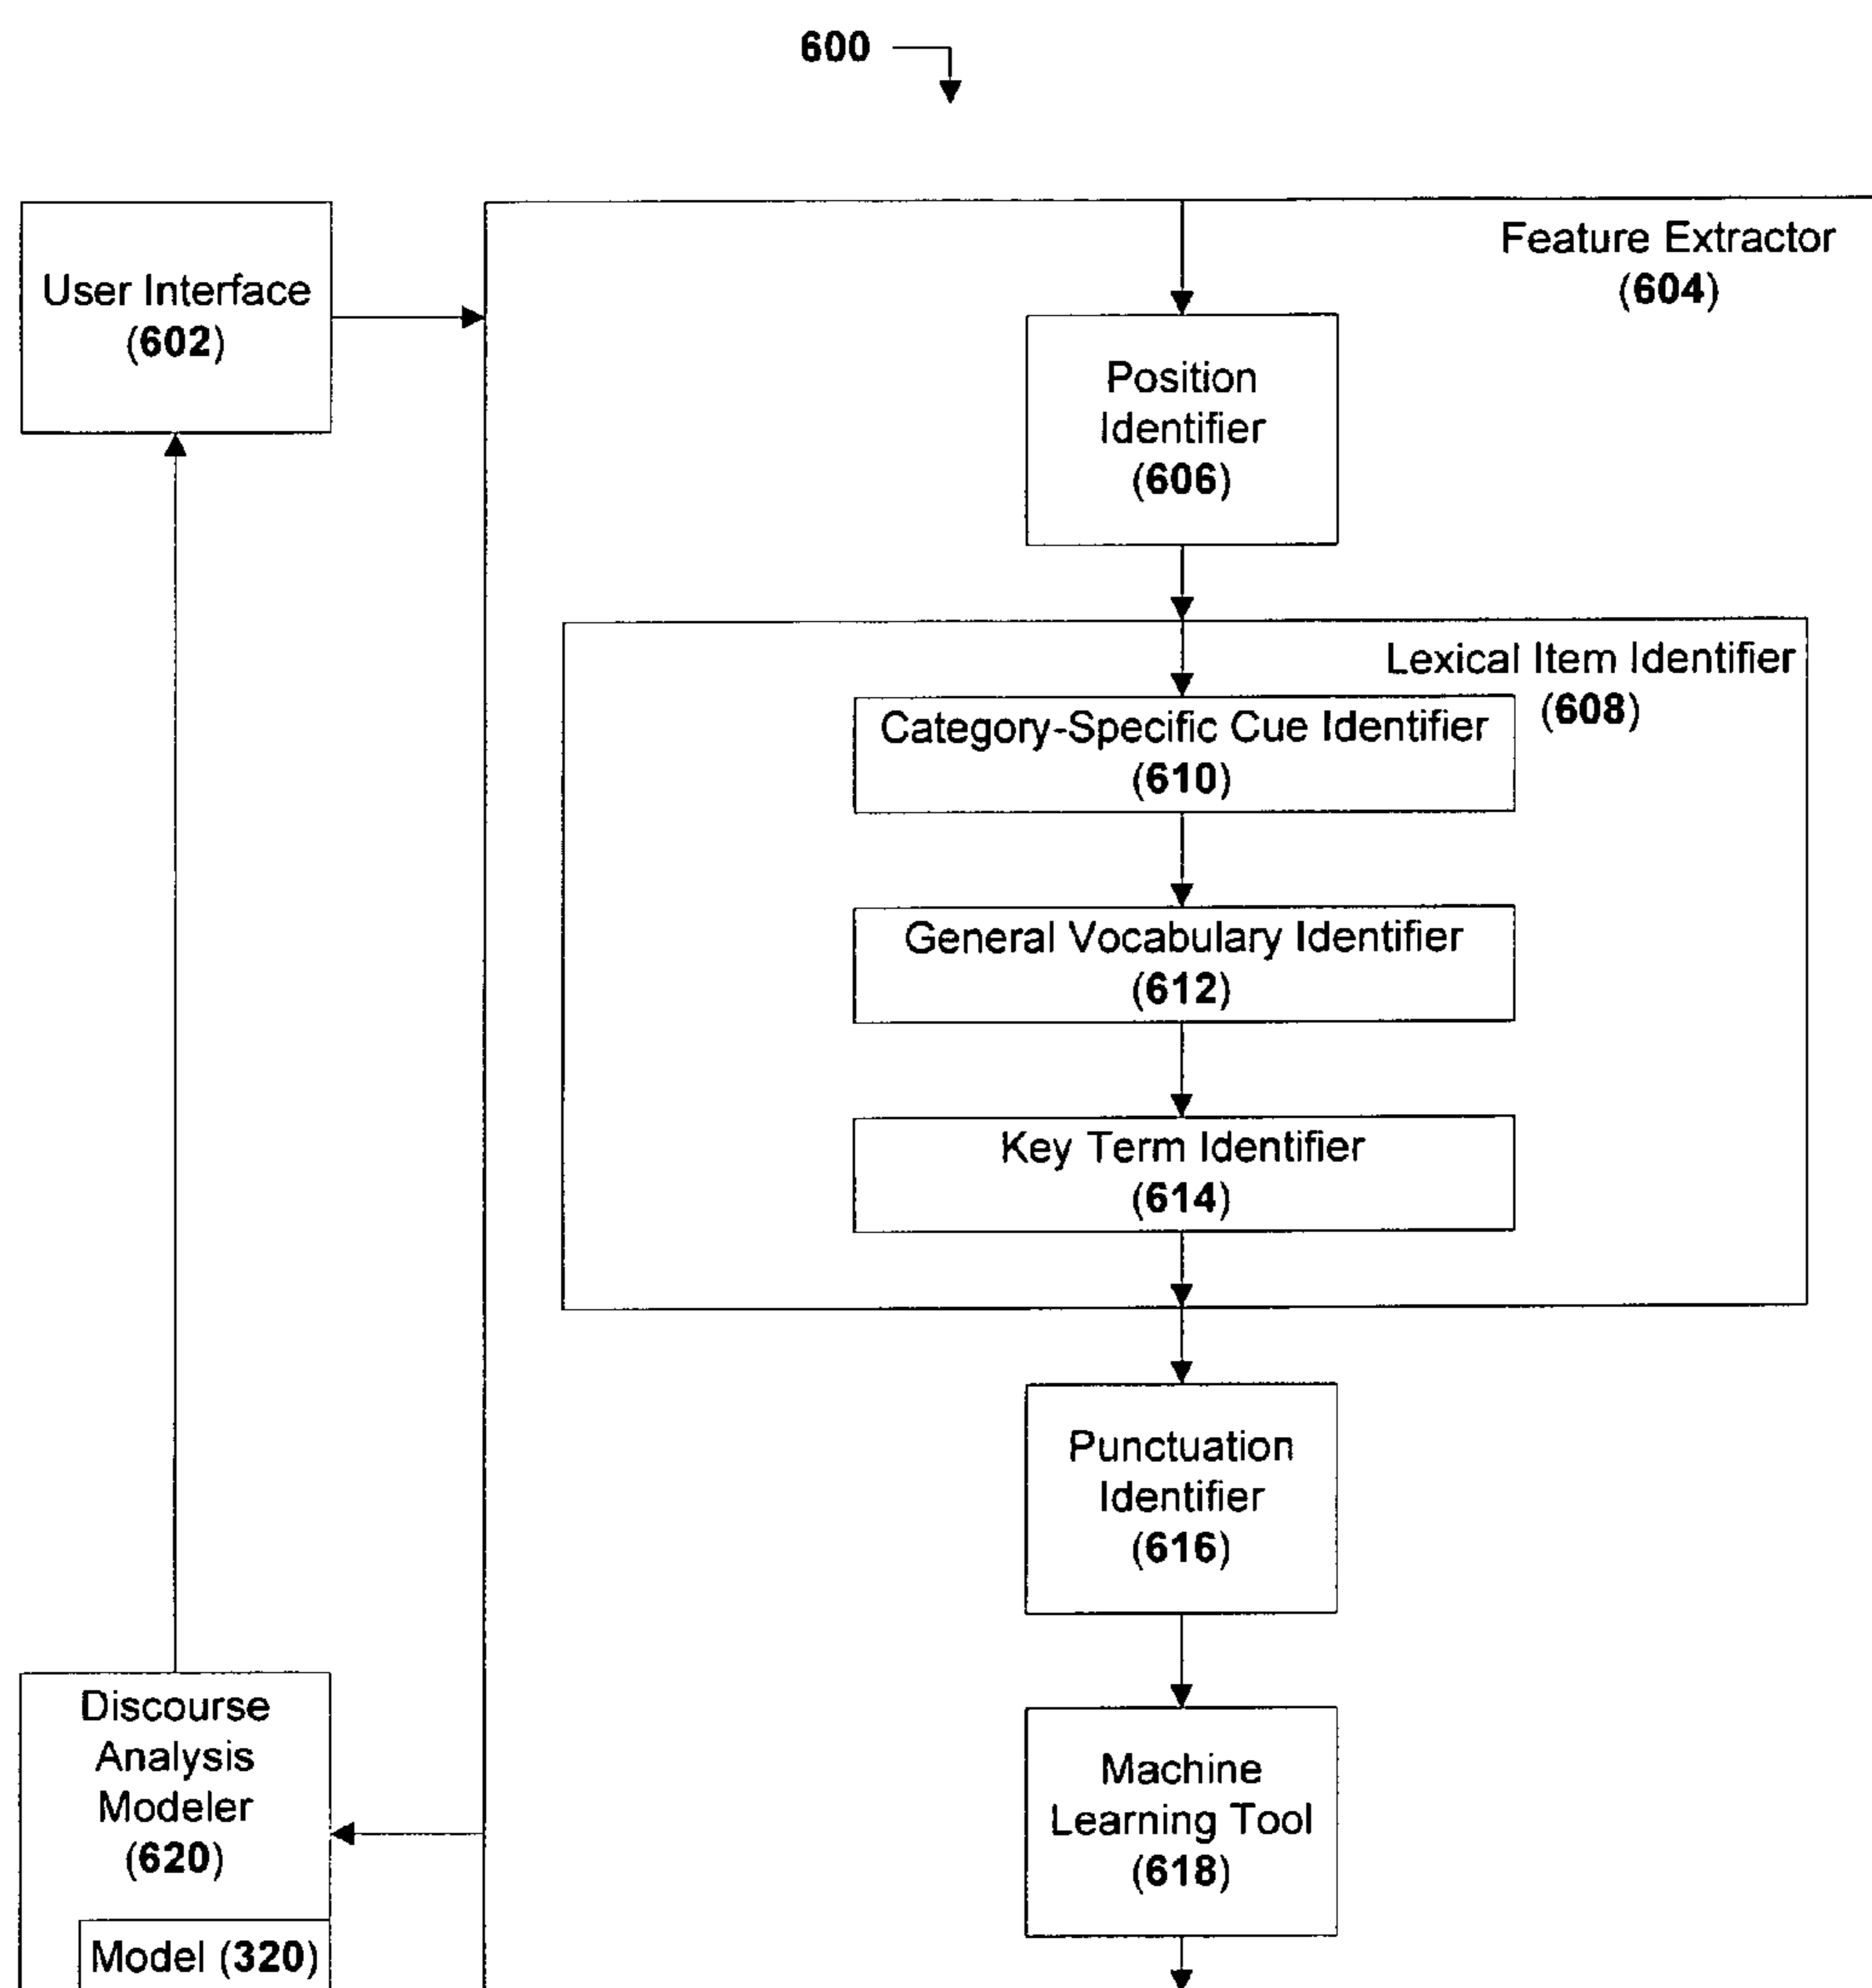 600
User Interface
(602)
Feature Extractor
(604)
Position
Identifier
(606)
Lexical Item Identifier
(608)
Category-Specific Cue Identifier
(610)
General Vocabulary Identifier
(612)
Key Term Identifier
(614)
Punctuation
Identifier
(616)
Machine
Learning Tool
(618)
Discourse
Analysis
Modeler
(620)
Model (320)